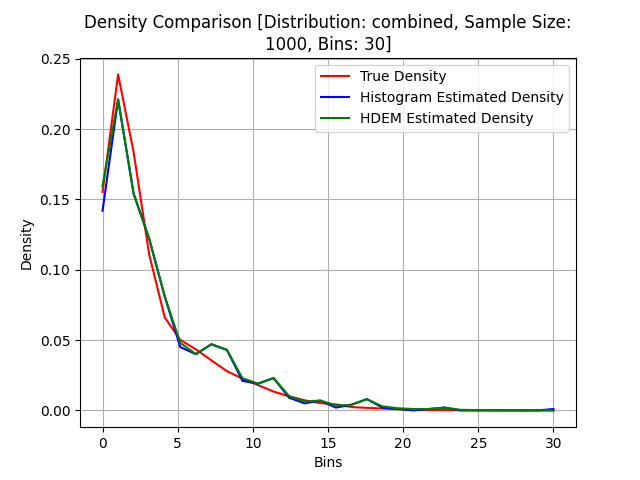 Density Comparison [Distribution: combined, Sample Size:
1000, Bins: 30]
True Density
Histogram Estimated Density
HDEM Estimated Density
Density
0.25
0.20
0.15
0.10
0.05
0.00
0 5 10 15 20 25 30
Bins